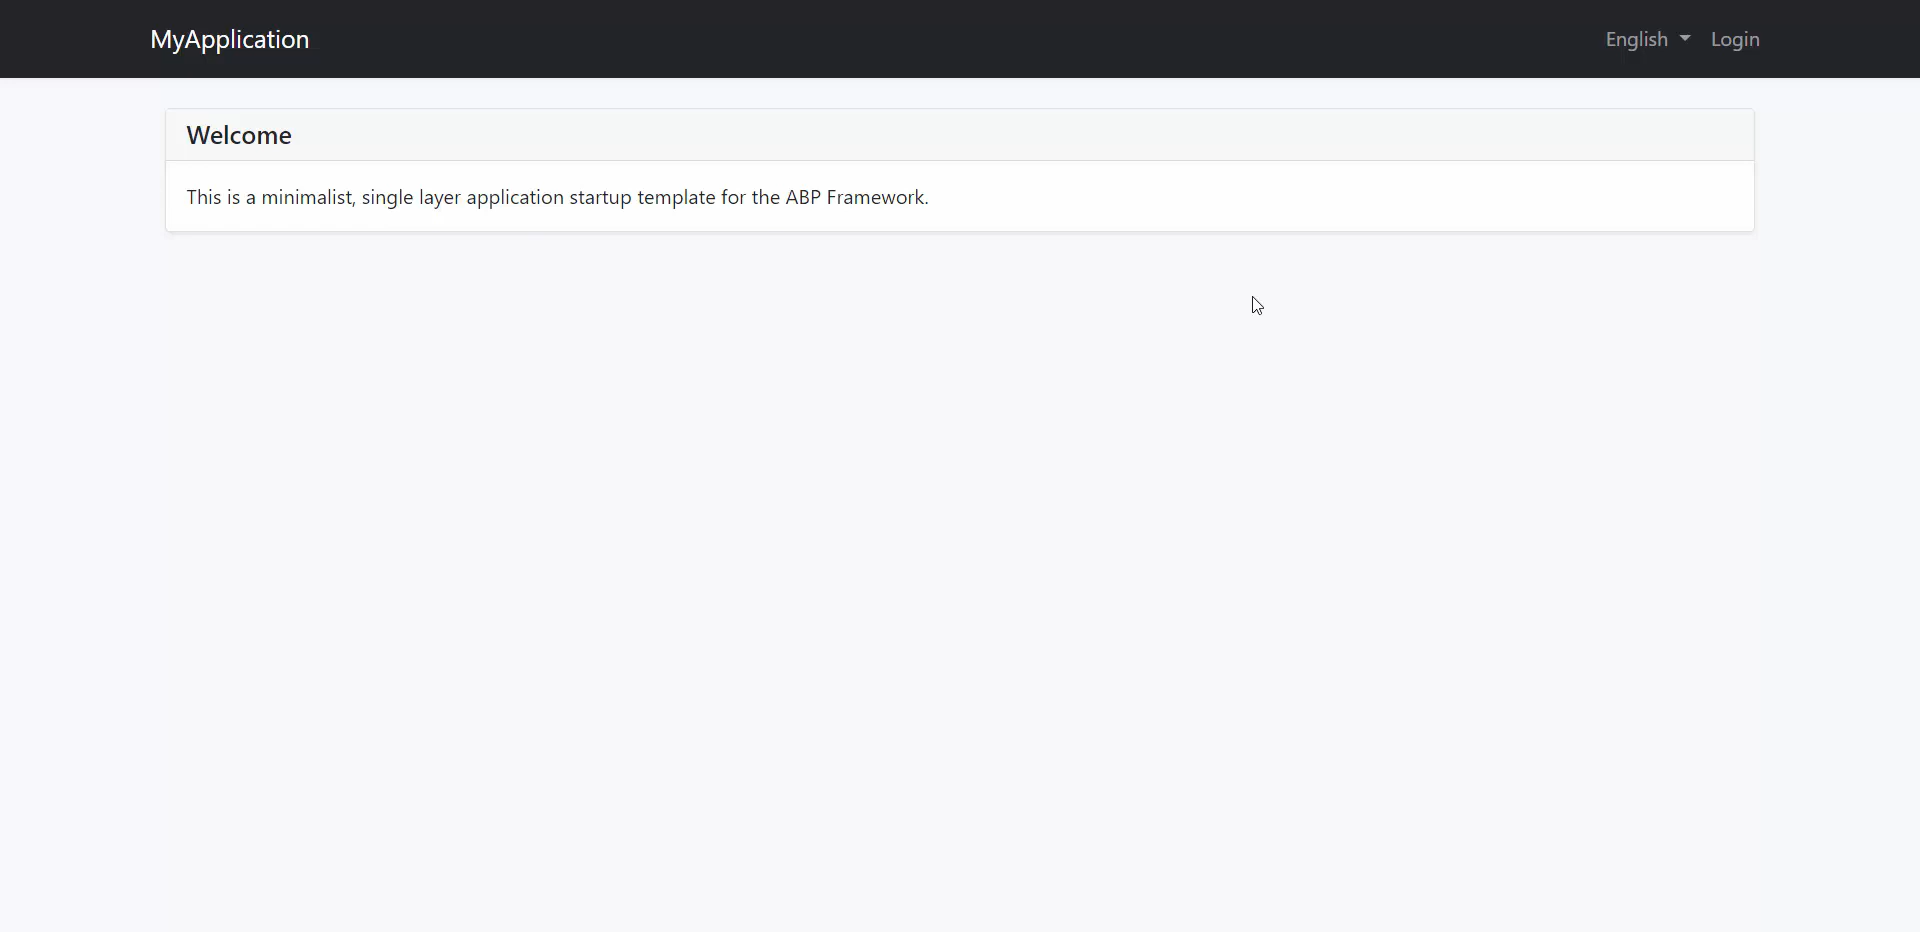 MyApplication
English Login
Welcome
This is a minimalist, single layer application startup template for the ABP Framework.